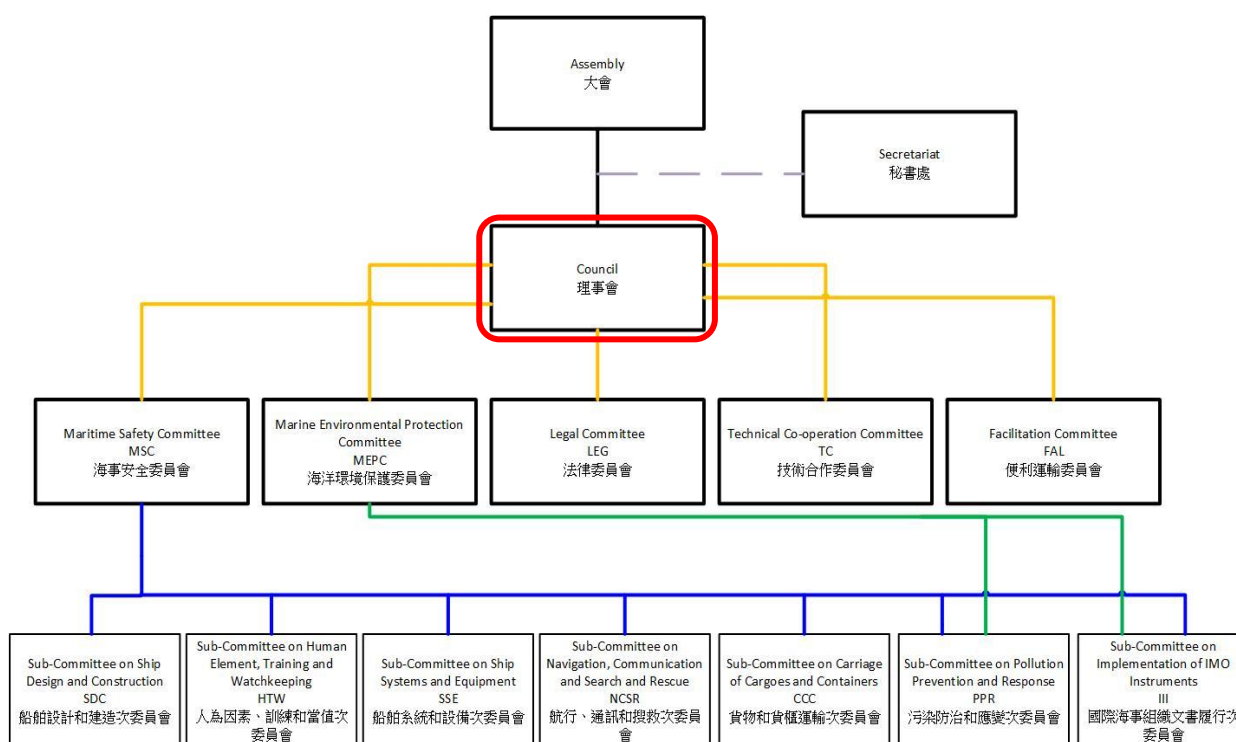 Assembly
大會
Secretariat
秘書處
Council
理事會
Maritime Safety Committee
MSC
海事安全委員會
Marine Environmental Protection
Committee
MEPC
海洋環境保護委員會
Legal Committee
LEG
法律委員會
Technical Co-operation Committee
TC
技術合作委員會
Facilitation Committee
FAL
便利運輸委員會
Sub-Committee on Ship
Design and Construction
SDC
船舶設計和建造次委員會
Sub-Committee on Human
Element, Training and
Watchkeeping
HTW
人為因素、訓練和當值次
委員會
Sub-Committee on Ship
Systems and Equipment
SSE
船舶系統和設備次委員會
Sub-Committee on
Navigation, Communication
and Search and Rescue
NCSR
航行、通訊和搜救次委員
會
Sub-Committee on Carriage
of Cargoes and Containers
CCC
貨物和貨櫃運輸次委員會
Sub-Committee on Pollution
Prevention and Response
PPR
污染防治和應變次委員會
Sub-Committee on
Implementation of IMO
Instruments
III
國際海事組織文書履行次
委員會